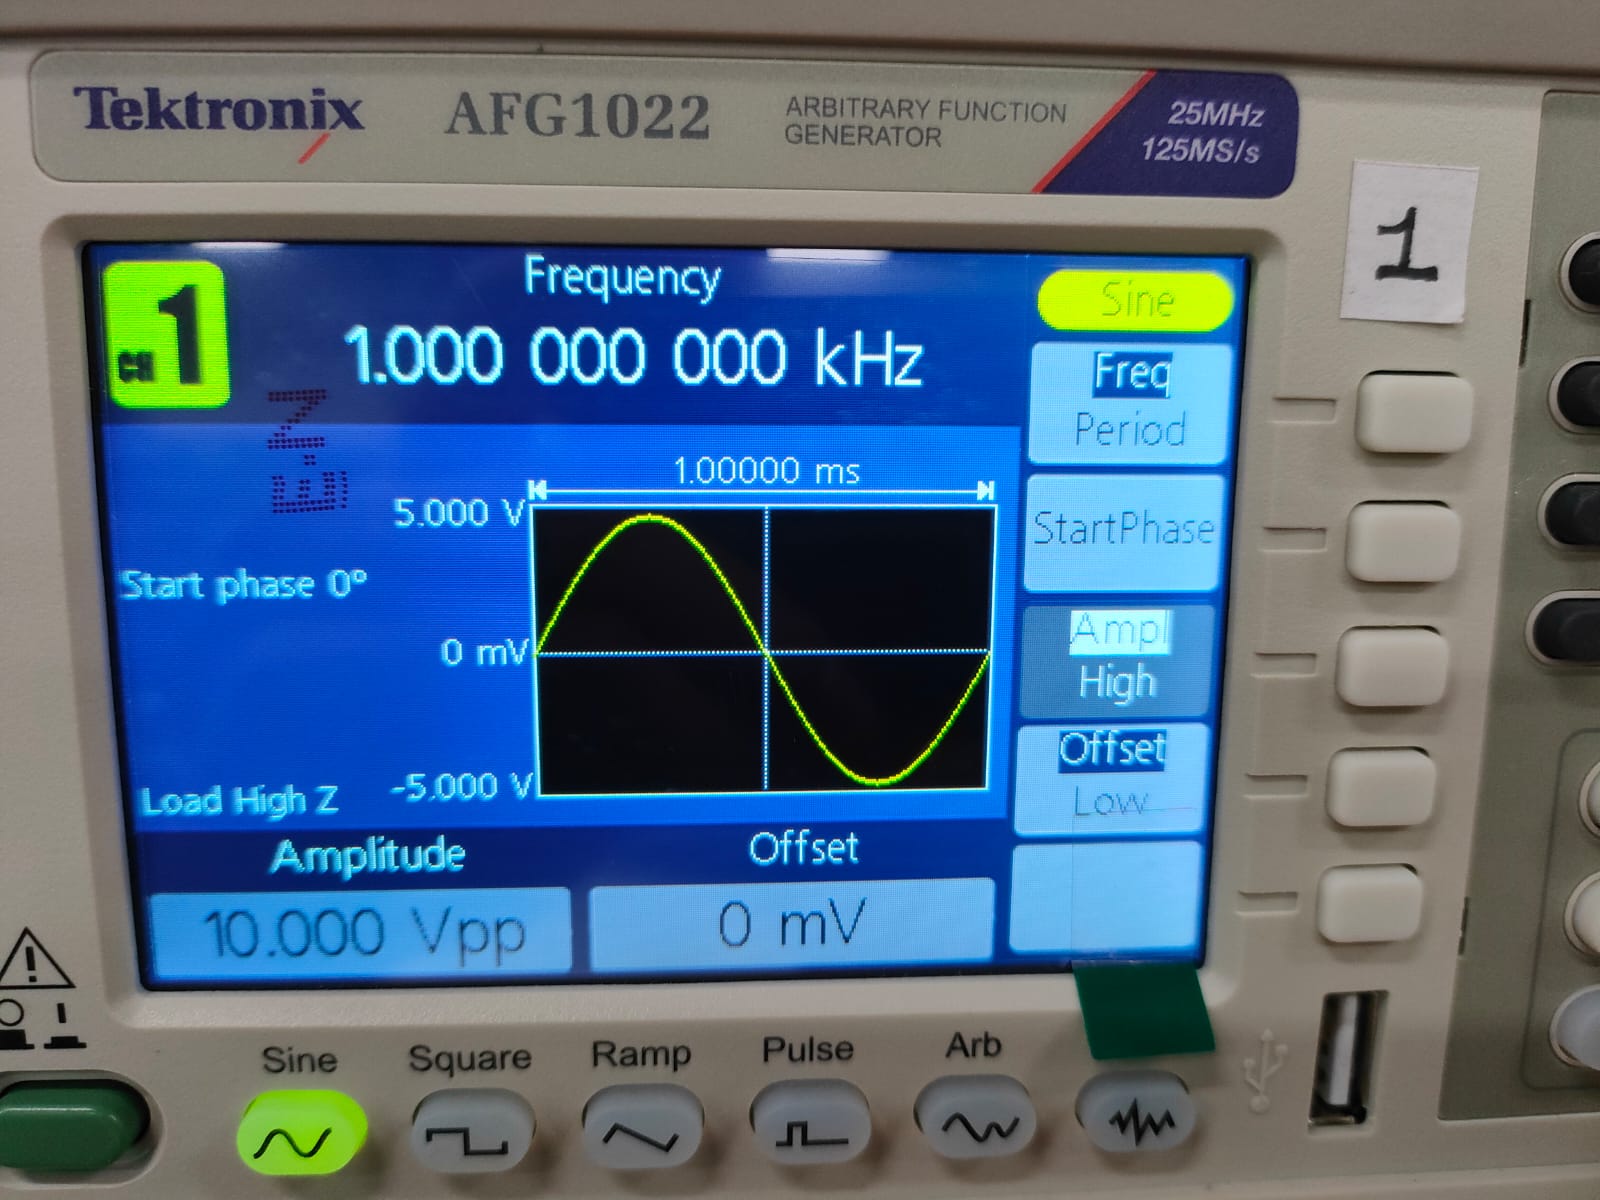 Tektronix AFG1022 ARBITRARY FUNCTION GENERATOR
25MHz
125MS/s
1
CH 1
Frequency
1.000 000 000 kHz
Sine
Freq
Period
StartPhase
Ampl
High
Offset
Low
1.00000 ms
5.000 V
Start phase 0°
0 mV
Load High Z
-5.000 V
Amplitude
Offset
10.000 Vpp
0 mV
Sine
Square
Ramp
Pulse
Arb